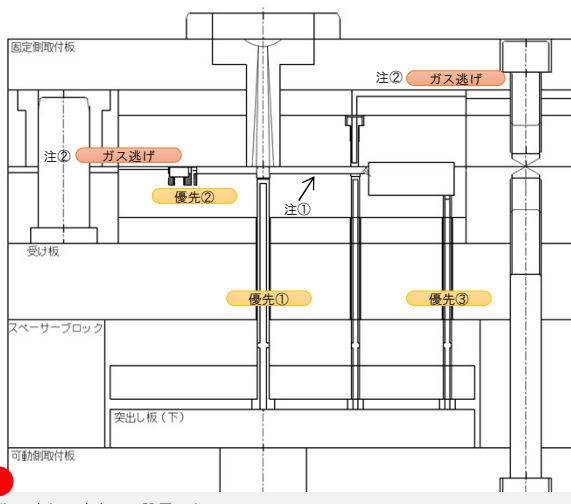 固定側取付板
注② ガス逃げ
注② ガス逃げ
優先②
注①
受け板
優先① 優先③
スペーサーブロック
突出し板（下）
可動側取付板